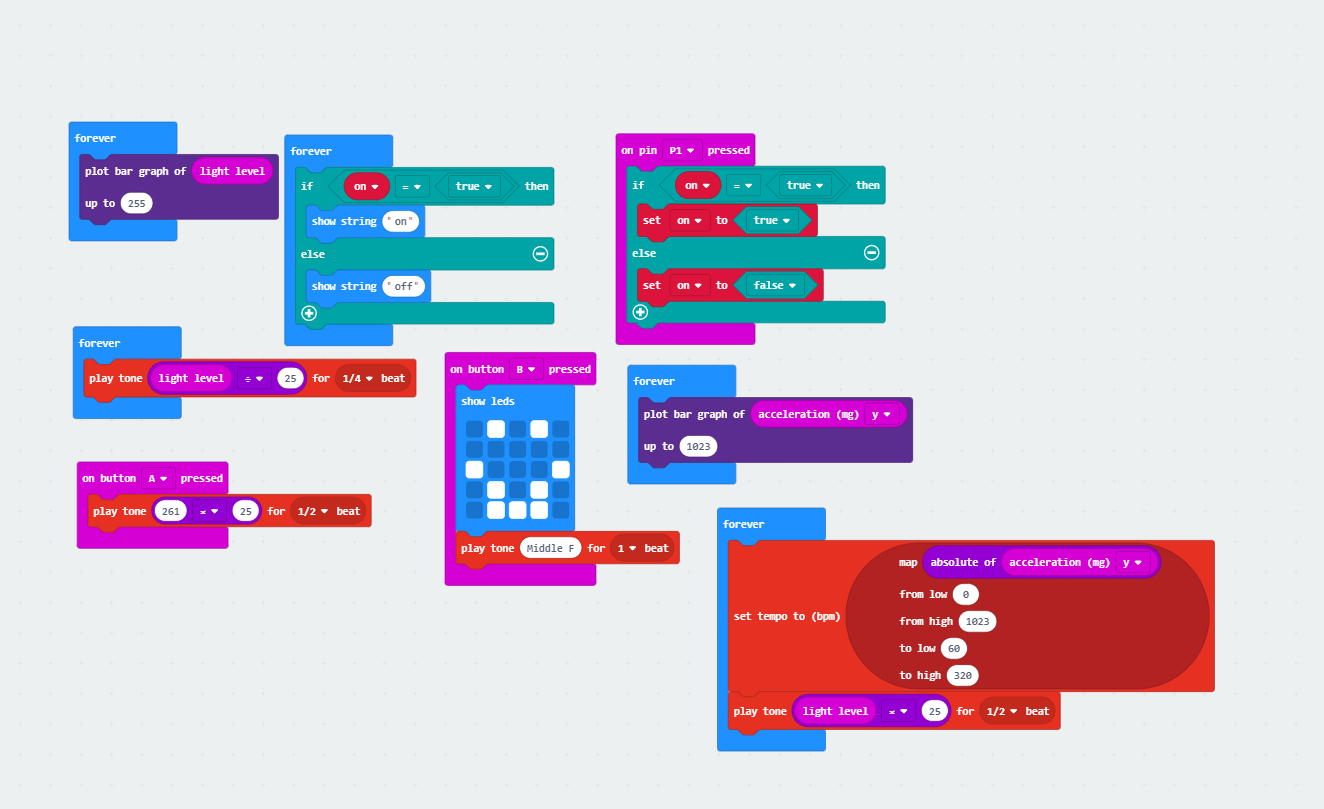 forever
plot bar graph of light level
up to 255
forever
if on = true then
show string "on"
else
show string "off"
on pin P1 pressed
if on = true then
set on to true
else
set on to false
forever
play tone light level ÷ 25 for 1/4 beat
on button A pressed
play tone 261 × 25 for 1/2 beat
on button B pressed
show leds
play tone Middle F for 1 beat
forever
plot bar graph of acceleration (mg) y
up to 1023
forever
set tempo to (bpm)
map absolute of acceleration (mg) y
from low 0
from high 1023
to low 60
to high 320
play tone light level × 25 for 1/2 beat